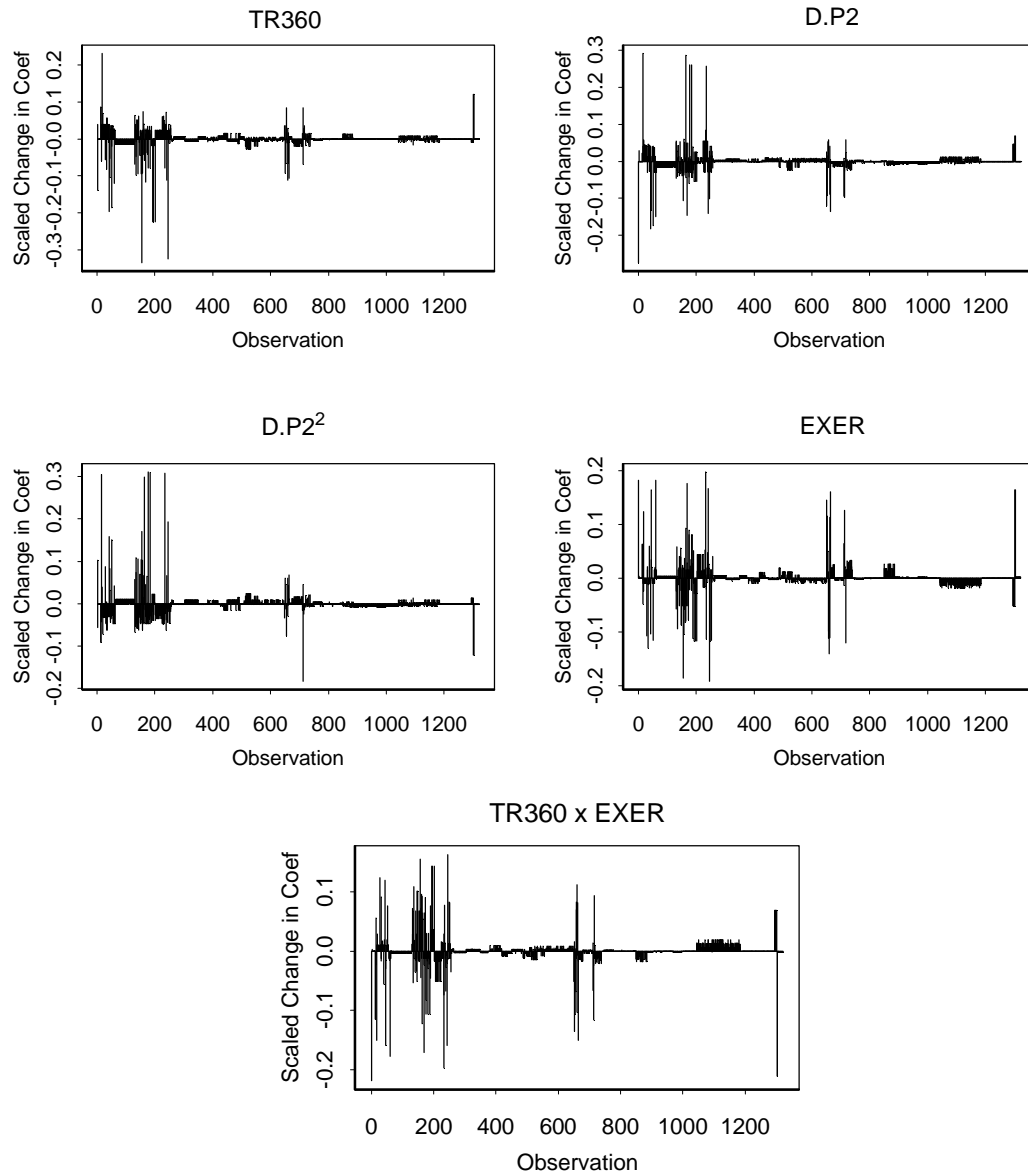 TR360
Scaled Change in Coef
-0.3 -0.2 -0.1 -0.0 0.1 0.2
0 200 400 600 800 1000 1200
Observation
D.P2
Scaled Change in Coef
-0.2 -0.1 0.0 0.1 0.2 0.3
0 200 400 600 800 1000 1200
Observation
D.P2²
Scaled Change in Coef
-0.2 -0.1 0.0 0.1 0.2 0.3
0 200 400 600 800 1000 1200
Observation
EXER
Scaled Change in Coef
-0.2 -0.1 0.0 0.1 0.2
0 200 400 600 800 1000 1200
Observation
TR360 x EXER
Scaled Change in Coef
-0.2 -0.1 0.0 0.1
0 200 400 600 800 1000 1200
Observation